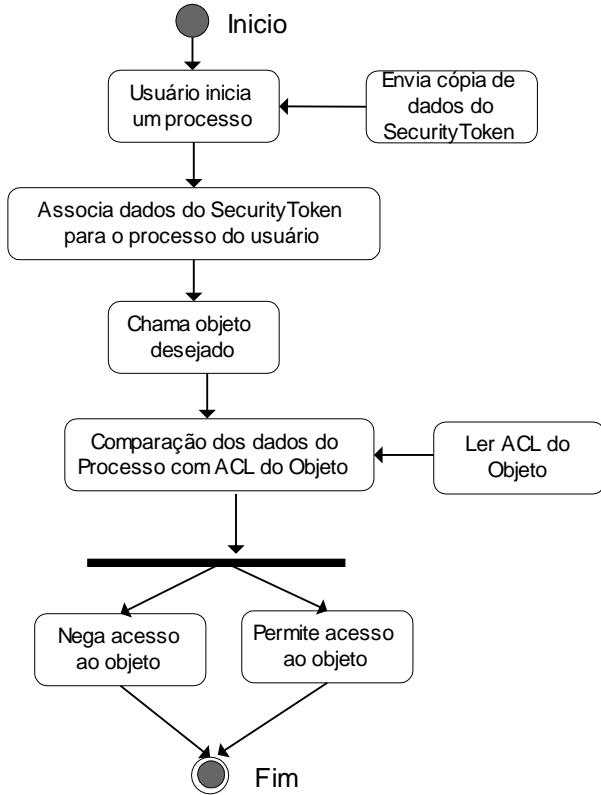 Inicio
Usuário inicia
um processo
Envia cópia de
dados do
SecurityToken
Associa dados do SecurityToken
para o processo do usuário
Chama objeto
desejado
Comparação dos dados do
Processo com ACL do Objeto
Ler ACL do
Objeto
Nega acesso
ao objeto
Permite acesso
ao objeto
Fim